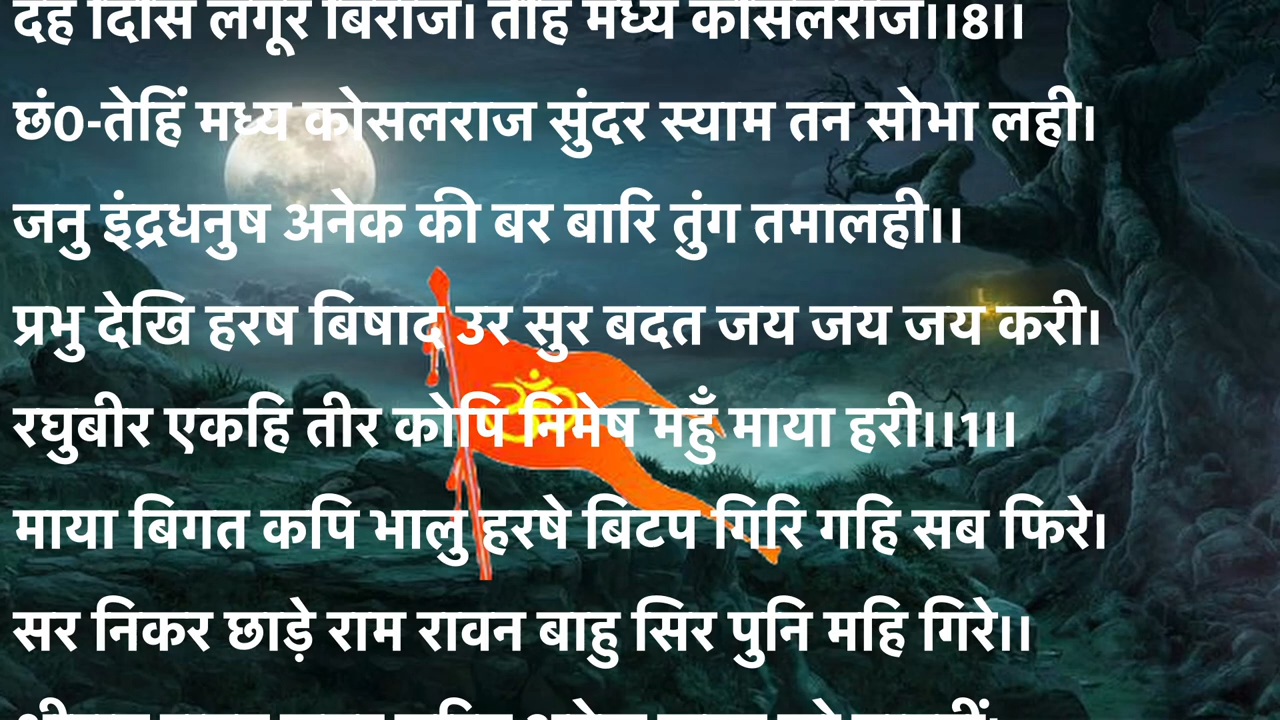 दह दिसि लंगूर बिराजे। तेहिं मध्य कोसलराजे।।8।।
छं0-तेहिं मध्य कोसलराज सुंदर स्याम तन सोभा लही।
जनु इंद्रधनुष अनेक की बर बारि तुंग तमालही।।
प्रभु देखि हरष बिषाद उर सुर बदत जय जय जय करी।
रघुबीर एकहि तीर कोपि निमेष महुँ माया हरी।।1।।
माया बिगत कपि भालु हरषे बिटप गिरि गहि सब फिरे।
सर निकर छाड़े राम रावन बाहु सिर पुनि महि गिरे।।